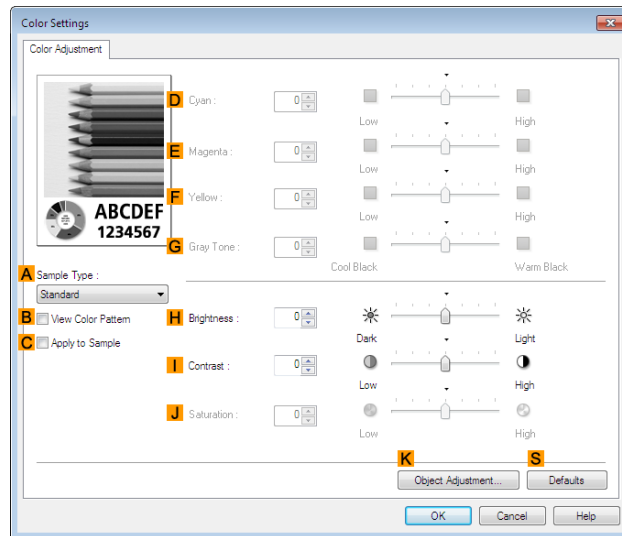 Color Settings
Color Adjustment
D Cyan : 0
Low High
E Magenta : 0
Low High
F Yellow : 0
Low High
ABCDEF
1234567
G Gray Tone : 0
Cool Black Warm Black
A Sample Type :
Standard
B View Color Pattern
H Brightness : 0
Dark Light
C Apply to Sample
I Contrast : 0
Low High
J Saturation : 0
Low High
K S
Object Adjustment... Defaults
OK Cancel Help